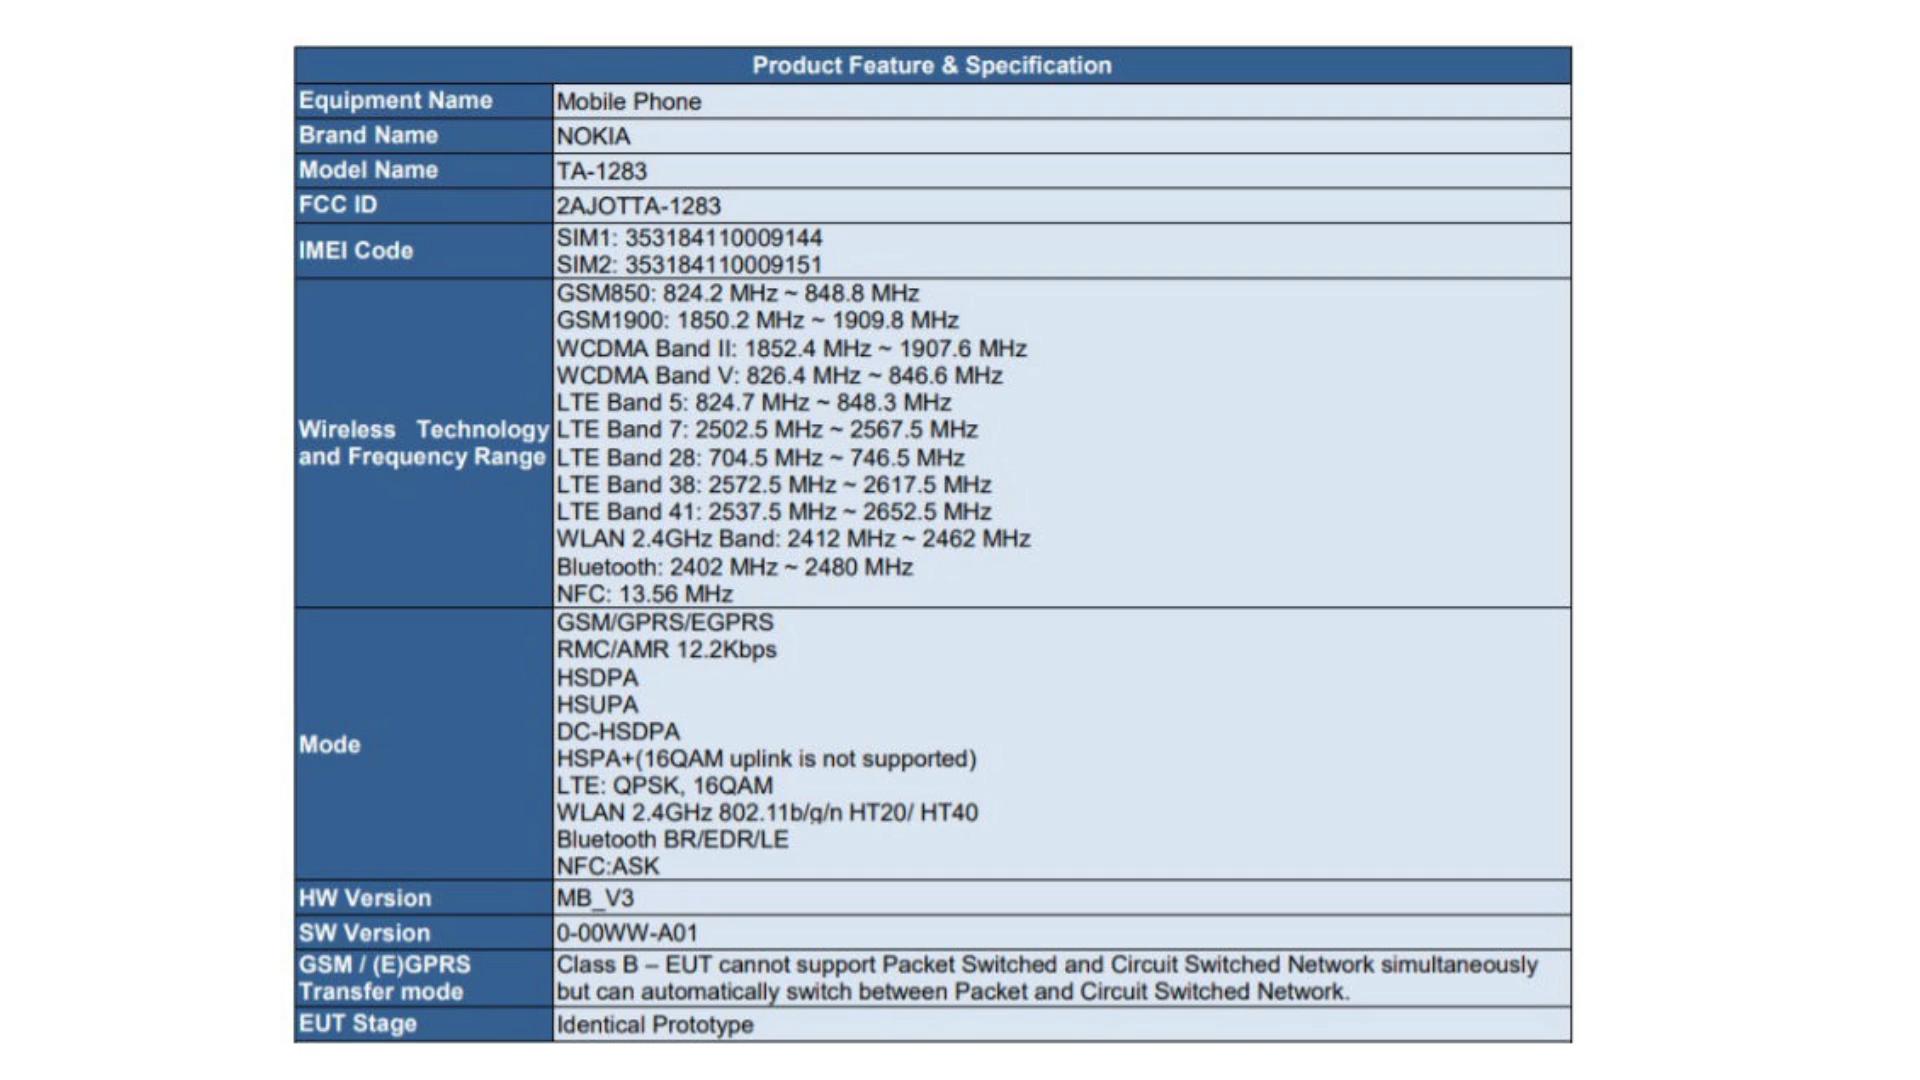 Product Feature & Specification
Equipment Name Mobile Phone
Brand Name NOKIA
Model Name TA-1283
FCC ID 2AJOTTA-1283
IMEI Code
SIM1: 353184110009144
SIM2: 353184110009151
Wireless Technology
and Frequency Range
GSM850: 824.2 MHz ~ 848.8 MHz
GSM1900: 1850.2 MHz ~ 1909.8 MHz
WCDMA Band II: 1852.4 MHz ~ 1907.6 MHz
WCDMA Band V: 826.4 MHz ~ 846.6 MHz
LTE Band 5: 824.7 MHz ~ 848.3 MHz
LTE Band 7: 2502.5 MHz ~ 2567.5 MHz
LTE Band 28: 704.5 MHz ~ 746.5 MHz
LTE Band 38: 2572.5 MHz ~ 2617.5 MHz
LTE Band 41: 2537.5 MHz ~ 2652.5 MHz
WLAN 2.4GHz Band: 2412 MHz ~ 2462 MHz
Bluetooth: 2402 MHz ~ 2480 MHz
NFC: 13.56 MHz
Mode
GSM/GPRS/EGPRS
RMC/AMR 12.2Kbps
HSDPA
HSUPA
DC-HSDPA
HSPA+(16QAM uplink is not supported)
LTE: QPSK, 16QAM
WLAN 2.4GHz 802.11b/g/n HT20/ HT40
Bluetooth BR/EDR/LE
NFC:ASK
HW Version MB_V3
SW Version 0-00WW-A01
GSM / (E)GPRS
Transfer mode
Class B – EUT cannot support Packet Switched and Circuit Switched Network simultaneously
but can automatically switch between Packet and Circuit Switched Network.
EUT Stage Identical Prototype